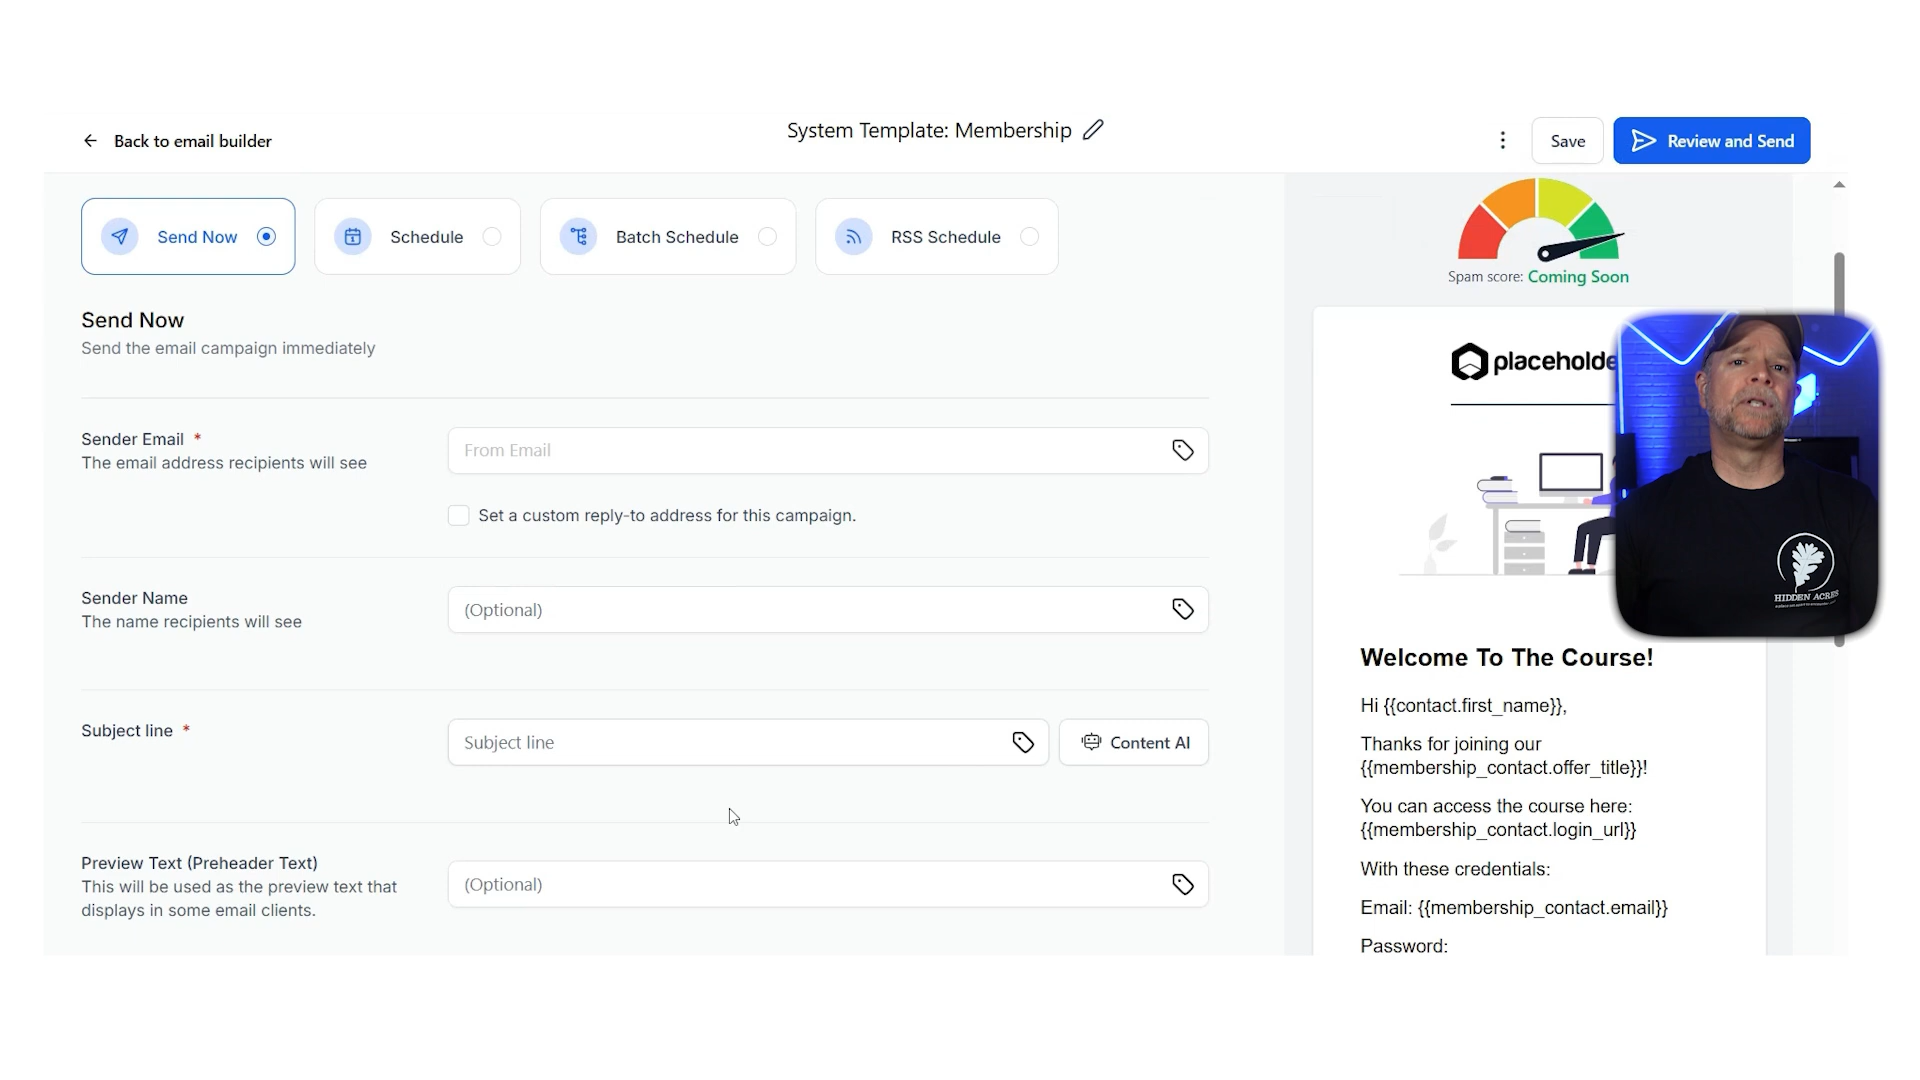 Back to email builder
System Template: Membership
Save
Review and Send
Send Now
Schedule
Batch Schedule
RSS Schedule
Spam score: Coming Soon
Send Now
Send the email campaign immediately
Sender Email *
The email address recipients will see
From Email
Set a custom reply-to address for this campaign.
Sender Name
The name recipients will see
(Optional)
Subject line *
Subject line
Content AI
Preview Text (Preheader Text)
This will be used as the preview text that
displays in some email clients.
(Optional)
placeholde
HIDDEN ACRES
Welcome To The Course!
Hi {{contact.first_name}},
Thanks for joining our
{{membership_contact.offer_title}}!
You can access the course here:
{{membership_contact.login_url}}
With these credentials:
Email: {{membership_contact.email}}
Password: